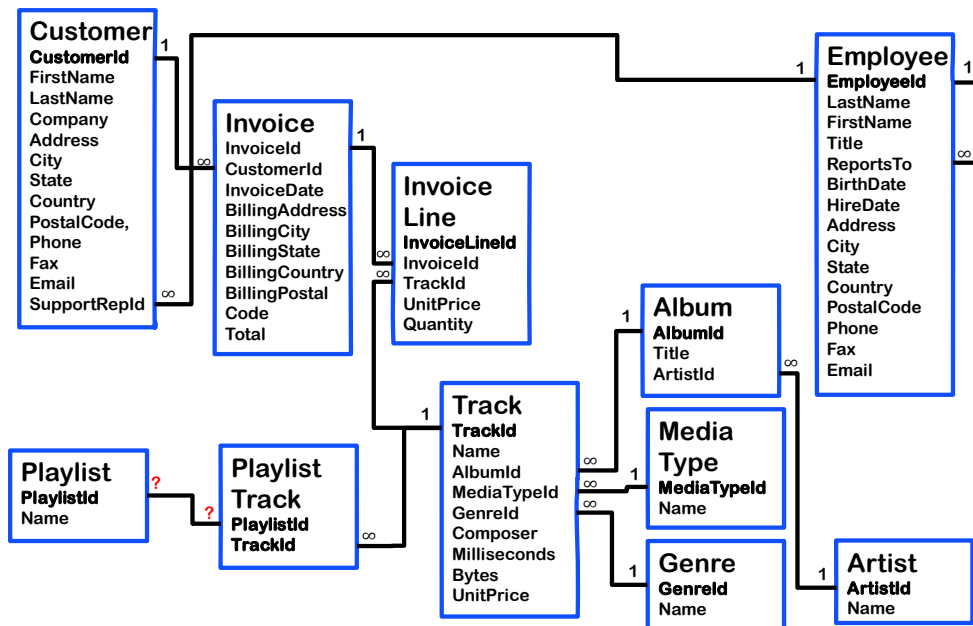 Customer
CustomerId
FirstName
LastName
Company
Address
City
State
Country
PostalCode,
Phone
Fax
Email
SupportRepId
1
∞
Invoice
InvoiceId
CustomerId
InvoiceDate
BillingAddress
BillingCity
BillingState
BillingCountry
BillingPostal
Code
Total
∞
1
Invoice
Line
InvoiceLineId
InvoiceId
TrackId
UnitPrice
Quantity
∞
∞
Employee
EmployeeId
LastName
FirstName
Title
ReportsTo
BirthDate
HireDate
Address
City
State
Country
PostalCode
Phone
Fax
Email
1
1
∞
Album
AlbumId
Title
ArtistId
1
∞
Playlist
PlaylistId
Name
?
?
Playlist
Track
PlaylistId
TrackId
∞
1
Track
TrackId
Name
AlbumId
MediaTypeId
GenreId
Composer
Milliseconds
Bytes
UnitPrice
∞
∞
∞
1
Media
Type
MediaTypeId
Name
1
Genre
GenreId
Name
1
Artist
ArtistId
Name